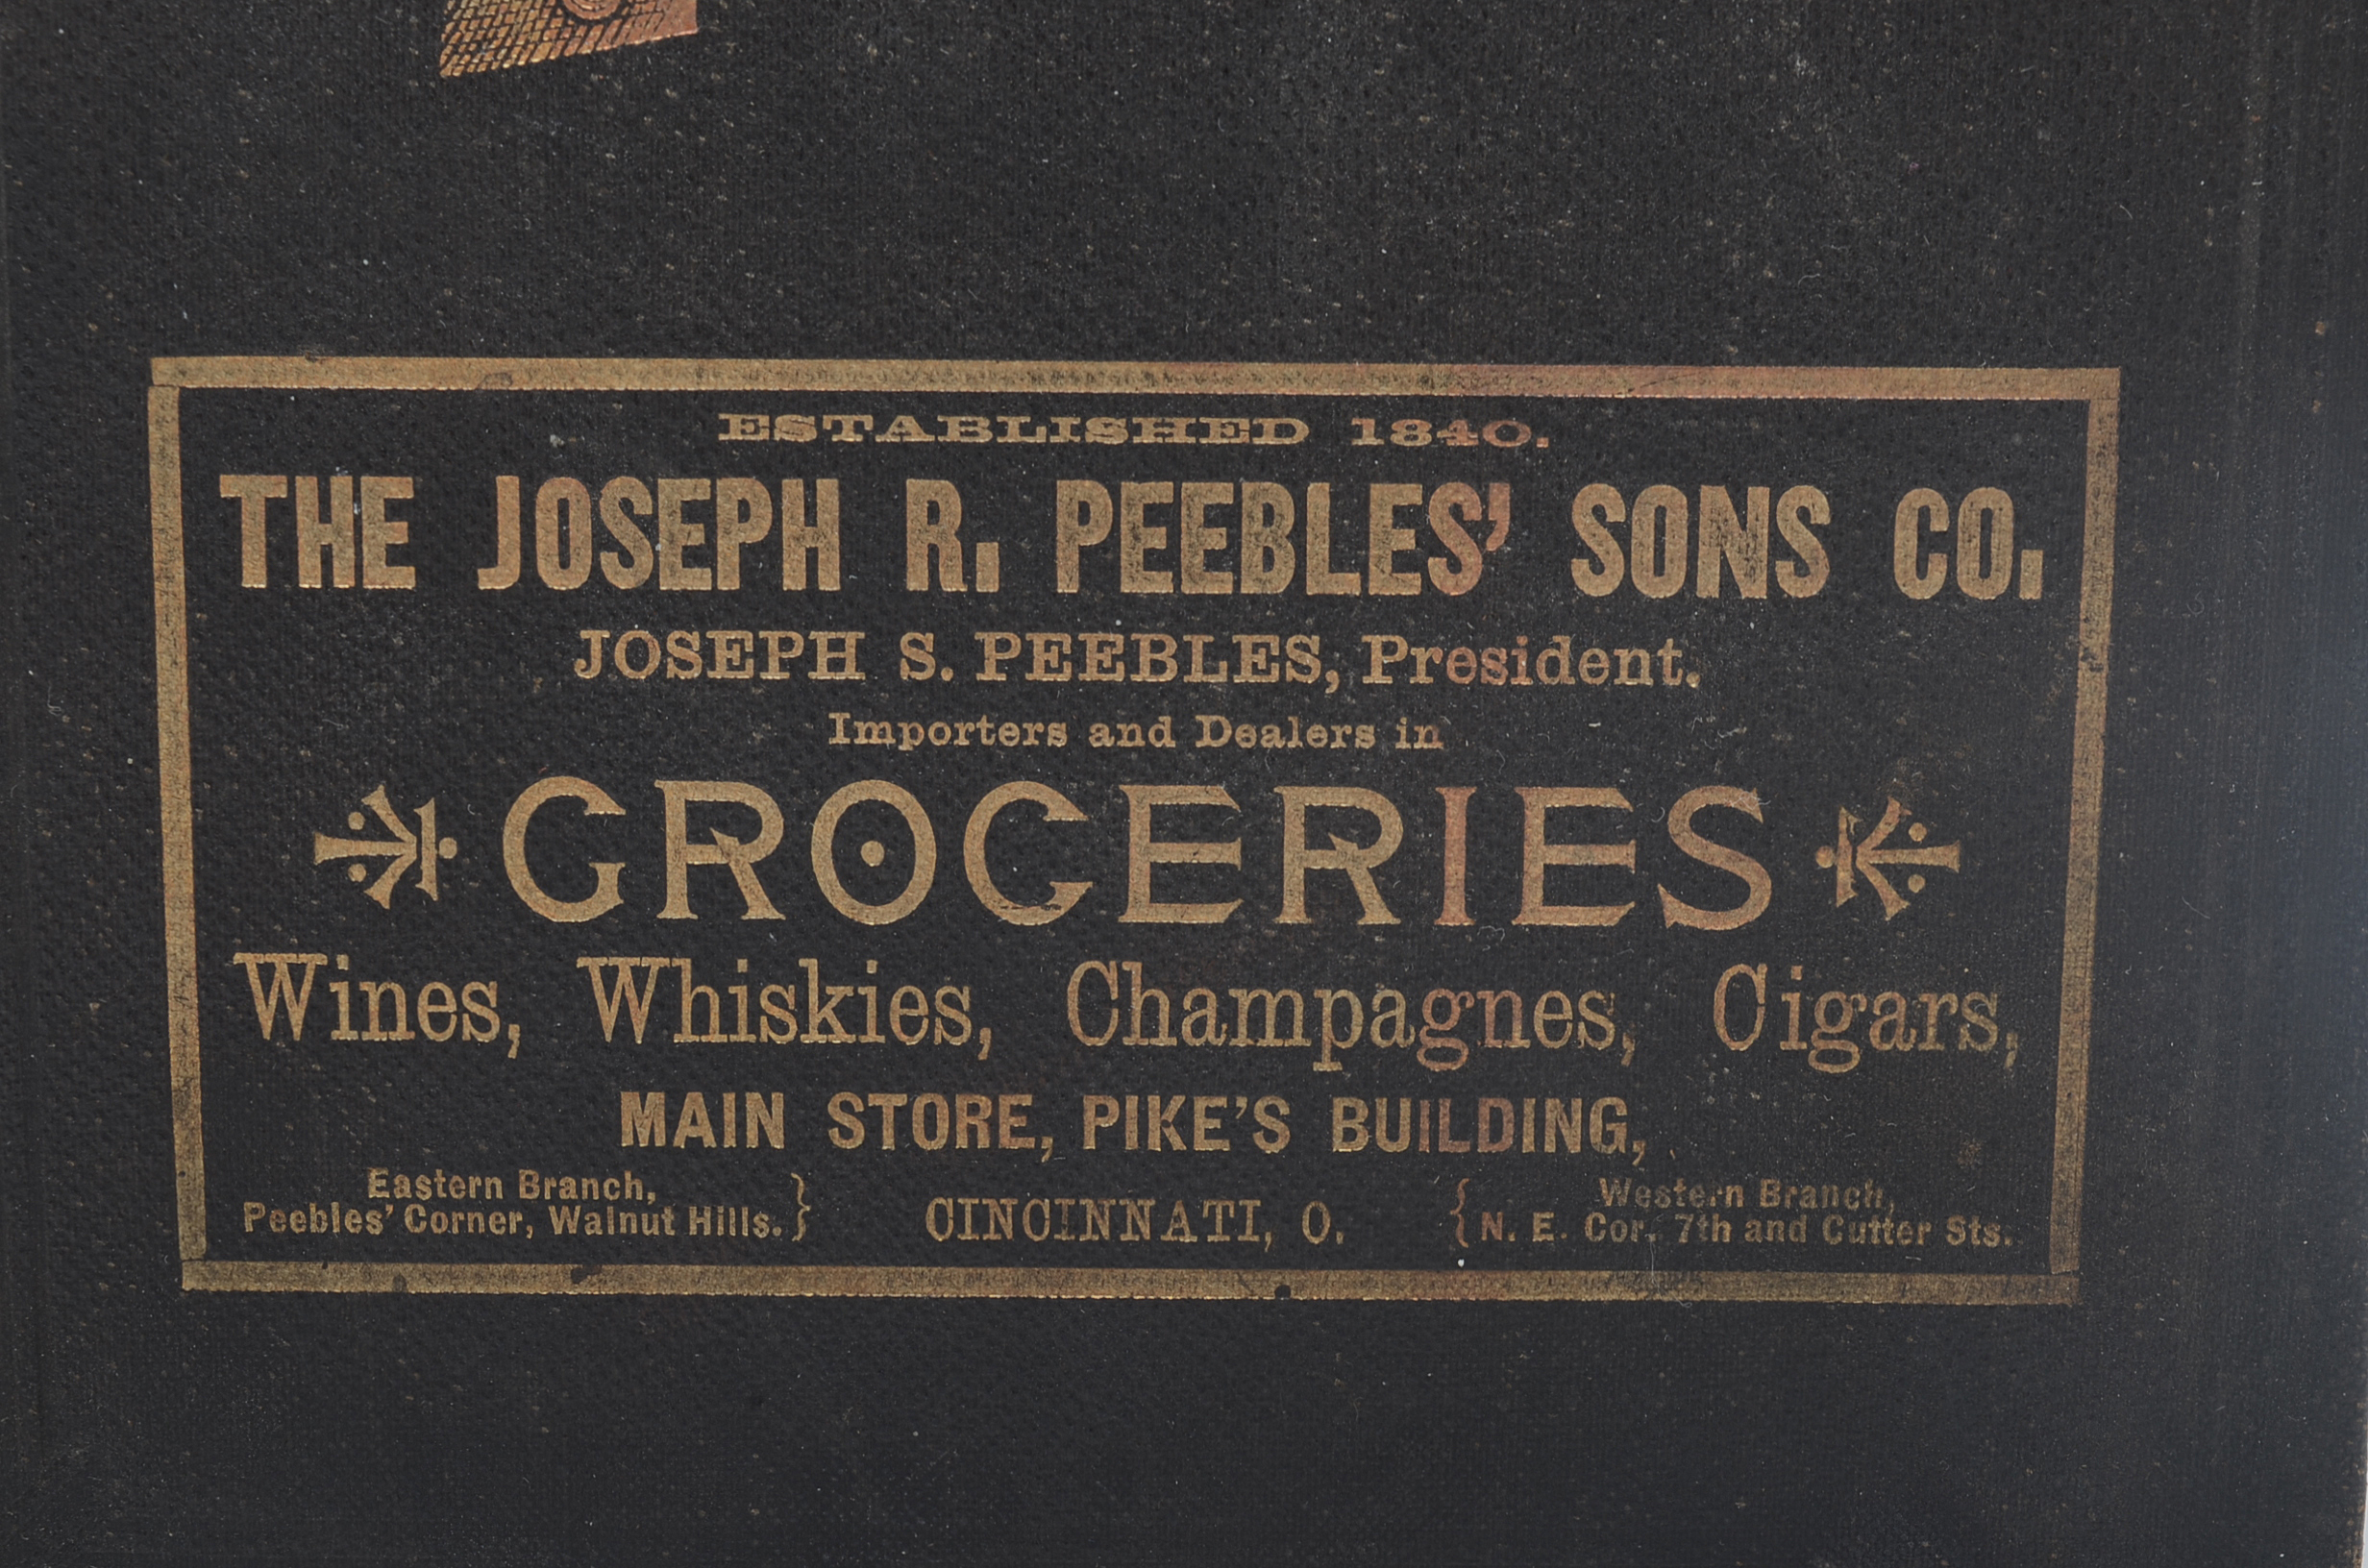 ESTABLISHED 1840.
THE JOSEPH R. PEEBLES' SONS CO.
JOSEPH S. PEEBLES, President.
Importers and Dealers in
GROCERIES
Wines, Whiskies, Champagnes, Cigars,
MAIN STORE, PIKE'S BUILDING,
Eastern Branch,
Peebles' Corner, Walnut Hills. }
CINCINNATI, O.
Western Branch,
{ N. E. Cor. 7th and Cutter Sts.